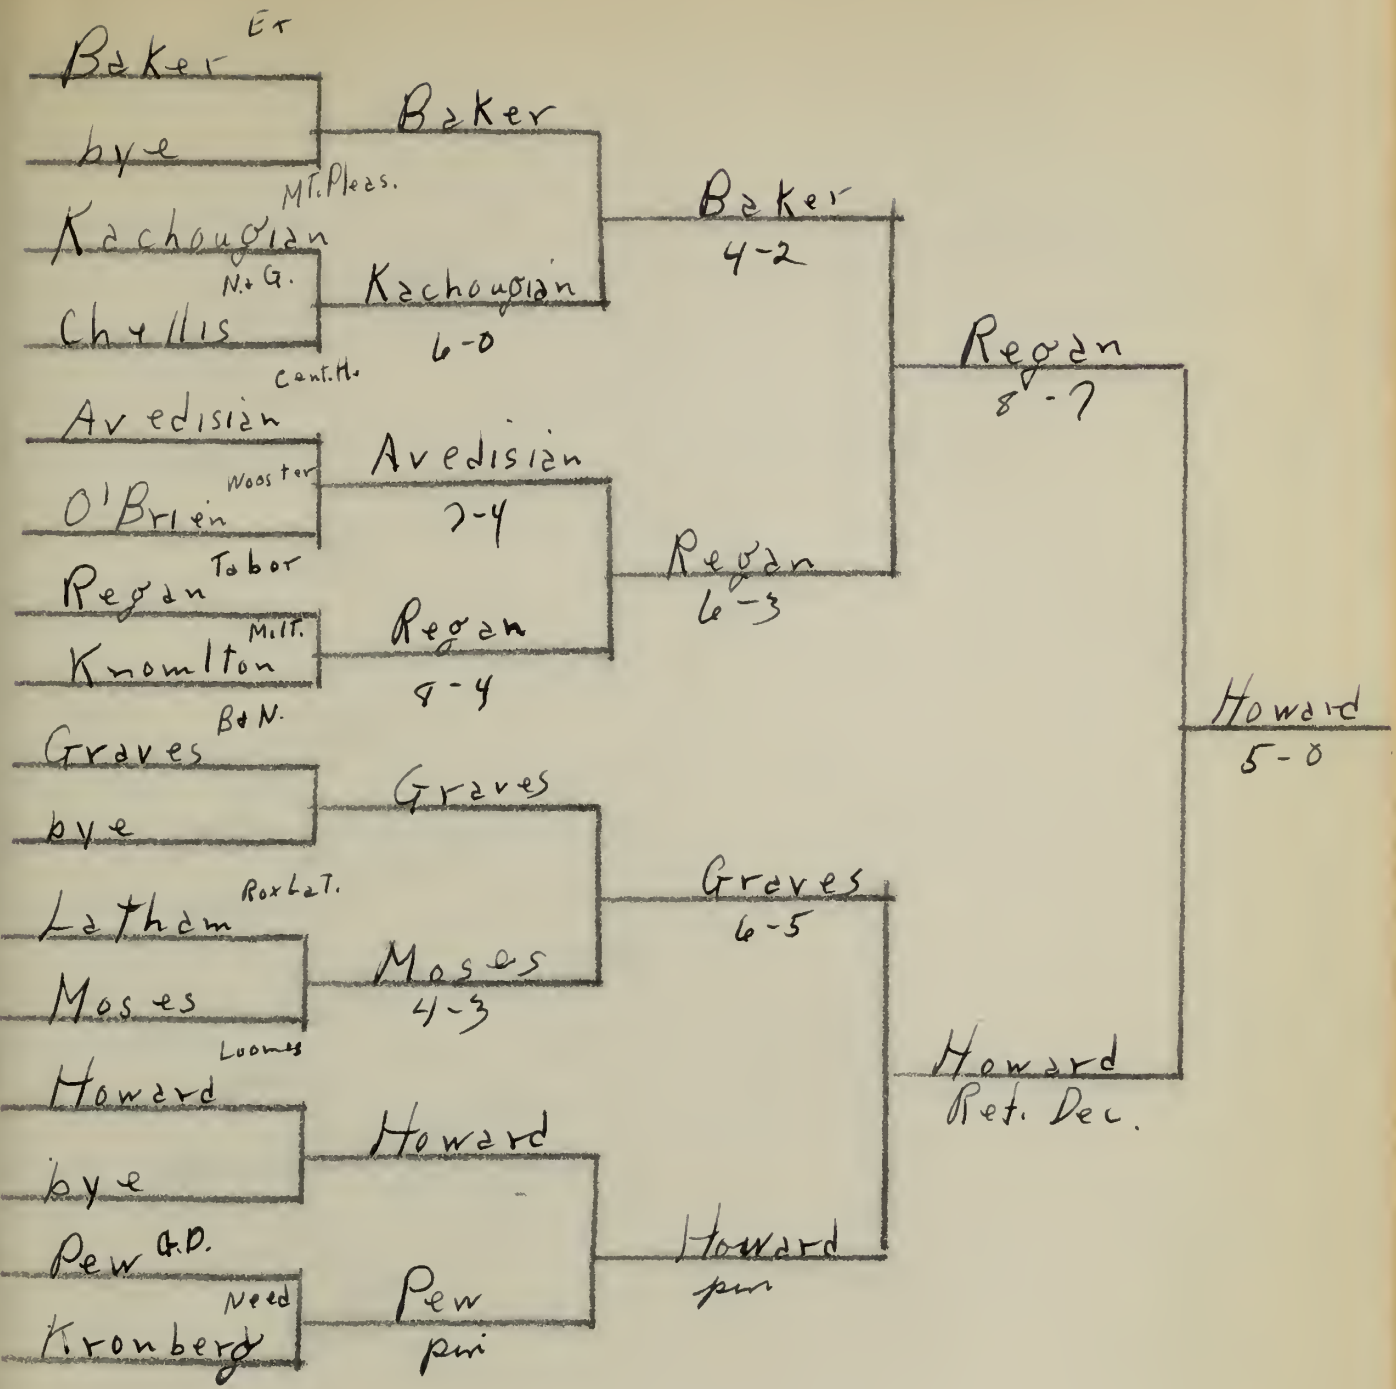 Ex
Baker
bye
Mt. Pleas.
Kachougian
N. & G.
Chellis
Cent. H.
Avedisian
Wooster
O'Brien
Tabor
Regan
Milt.
Knomlton
B & N.
Graves
bye
Rox Lat.
Latham
Moses
Loomis
Howard
bye
G.D.
Pew
Need
Kronberg
Baker
Kachougian
6-0
Avedisian
7-4
Regan
8-4
Graves
Moses
4-3
Howard
Pew
pin
Baker
4-2
Regan
6-3
Graves
6-5
Howard
pin
Regan
8-7
Howard
Ref. Dec.
Howard
5-0